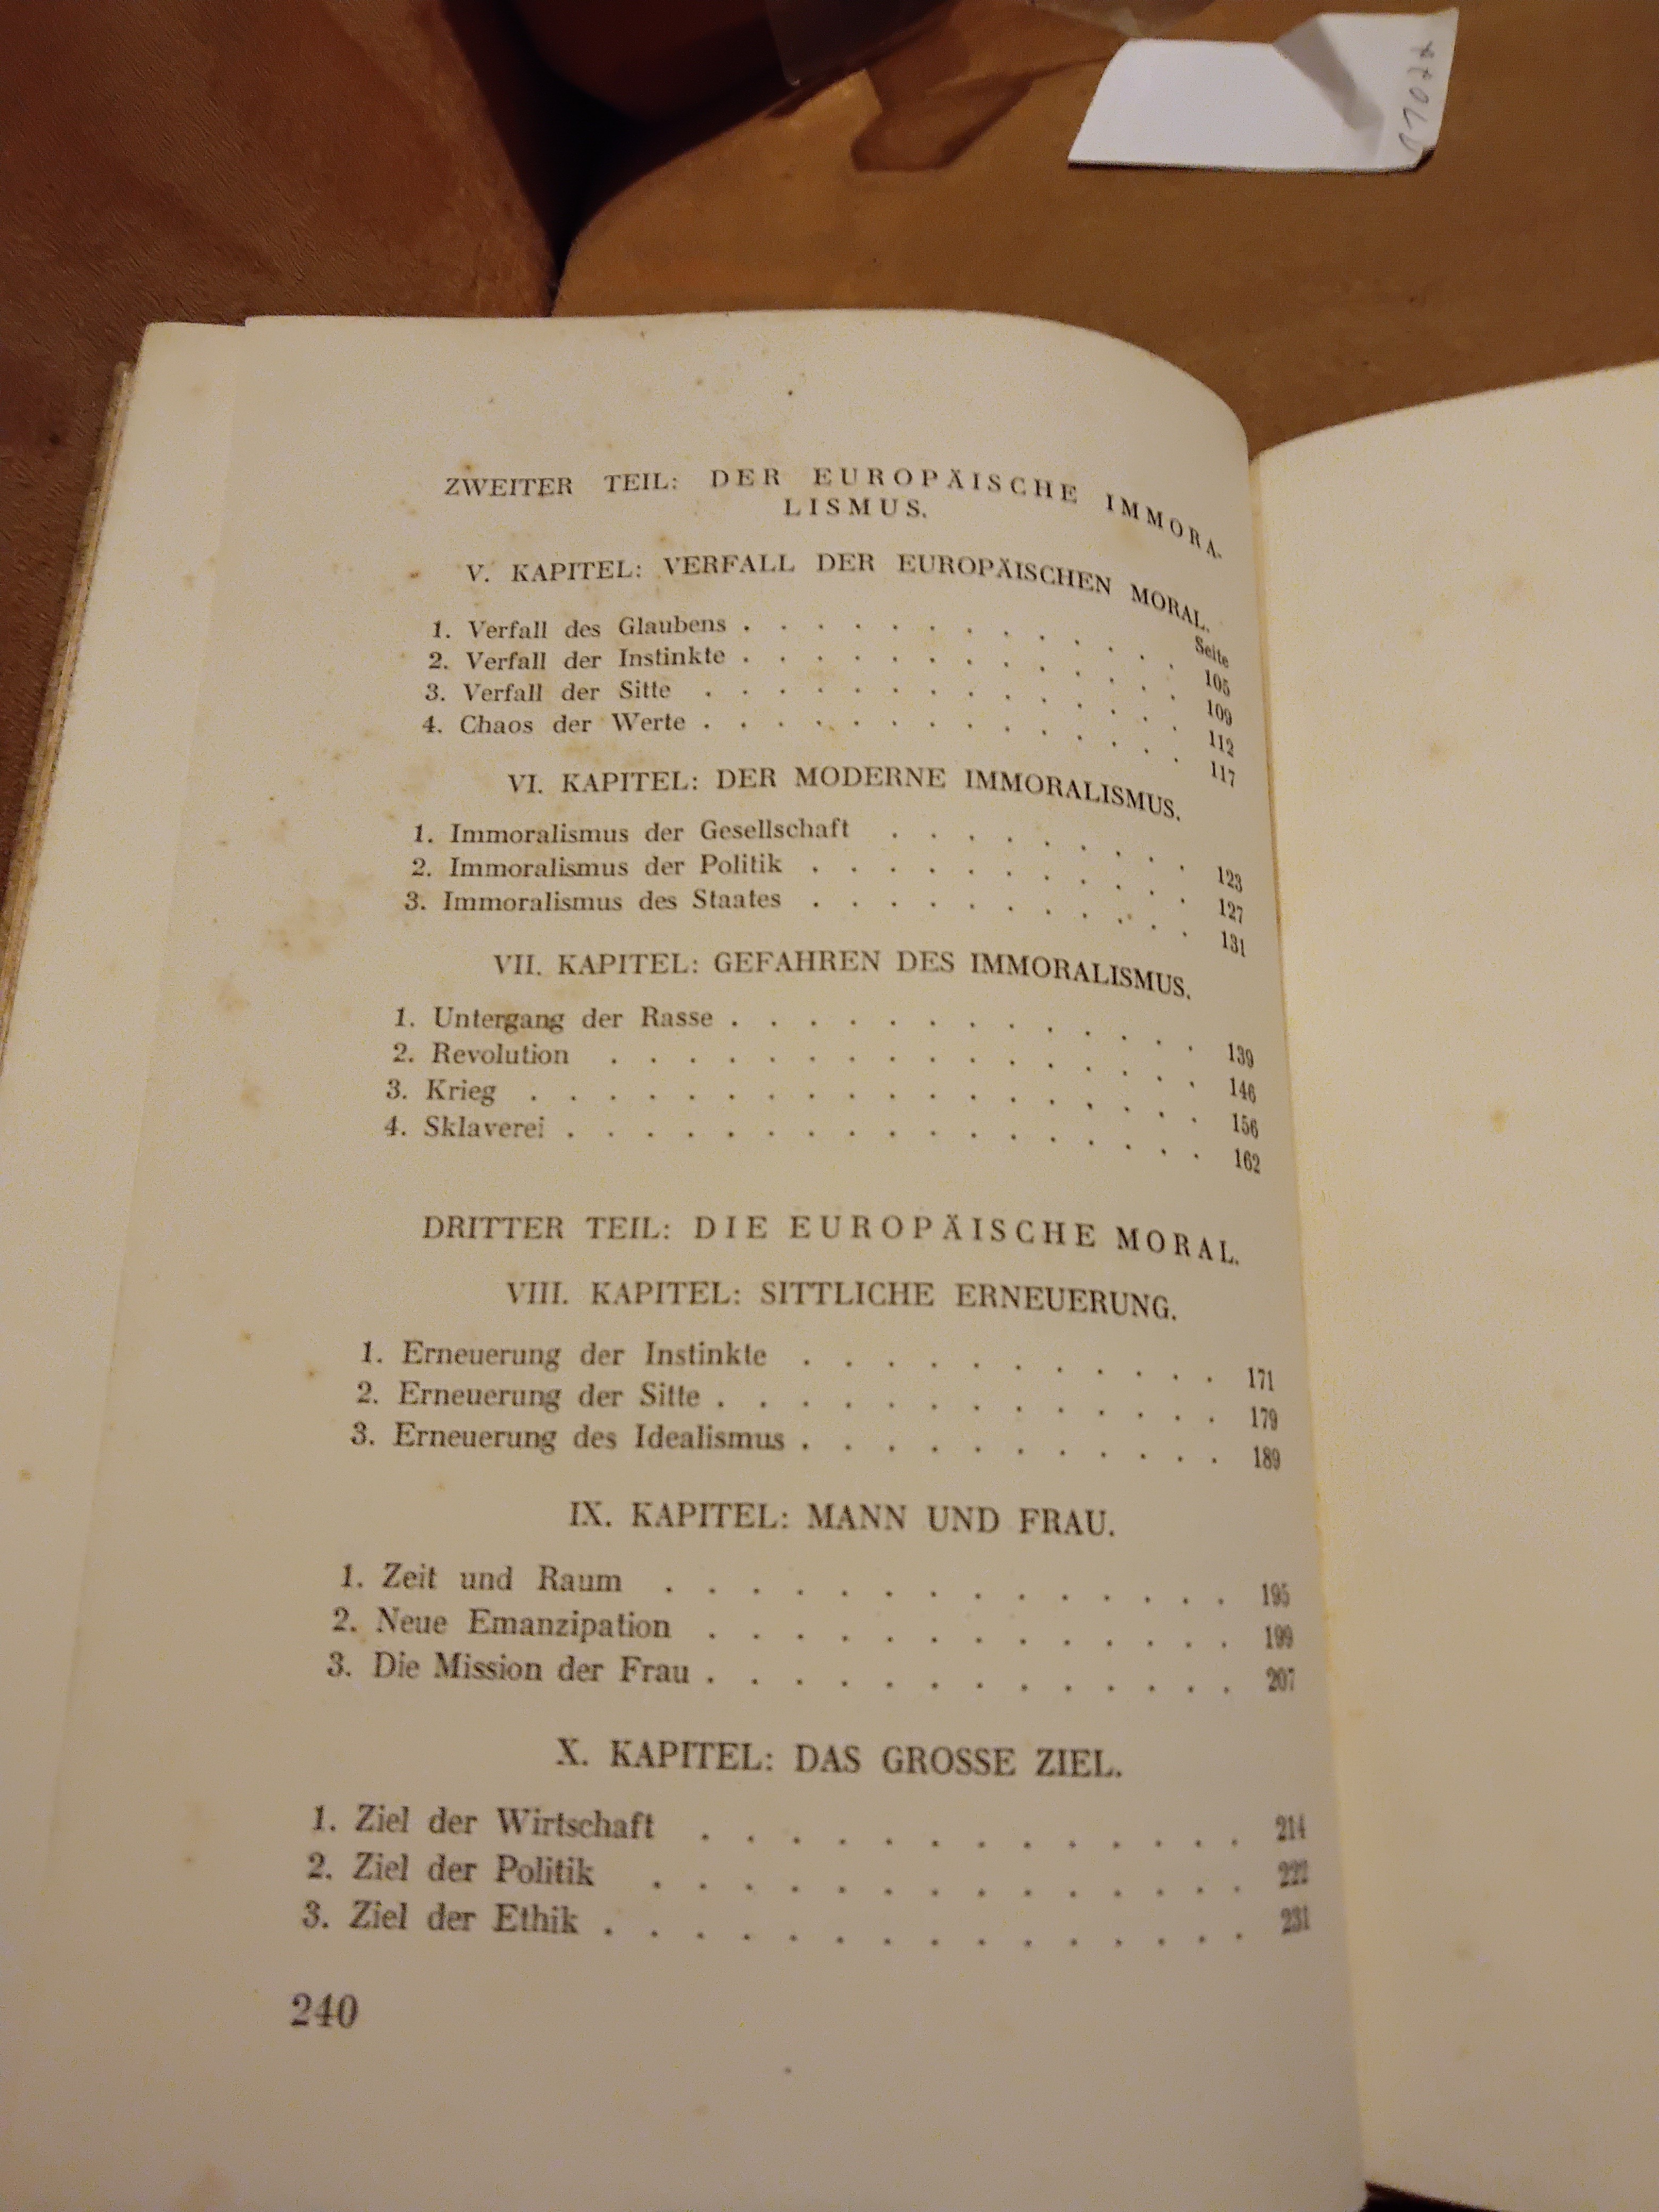 ZWEITER TEIL: DER EUROPÄISCHE IMMORA-
LISMUS.
V. KAPITEL: VERFALL DER EUROPÄISCHEN MORAL.
Seite
1. Verfall des Glaubens . . . . . . . . . . . . 105
2. Verfall der Instinkte . . . . . . . . . . . . 109
3. Verfall der Sitte . . . . . . . . . . . . . 112
4. Chaos der Werte . . . . . . . . . . . . . 117
VI. KAPITEL: DER MODERNE IMMORALISMUS.
1. Immoralismus der Gesellschaft . . . . . . . . 123
2. Immoralismus der Politik . . . . . . . . . . 127
3. Immoralismus des Staates . . . . . . . . . . 131
VII. KAPITEL: GEFAHREN DES IMMORALISMUS.
1. Untergang der Rasse . . . . . . . . . . . . 139
2. Revolution . . . . . . . . . . . . . . . 146
3. Krieg . . . . . . . . . . . . . . . . . 156
4. Sklaverei . . . . . . . . . . . . . . . . 162
DRITTER TEIL: DIE EUROPÄISCHE MORAL.
VIII. KAPITEL: SITTLICHE ERNEUERUNG.
1. Erneuerung der Instinkte . . . . . . . . . . 171
2. Erneuerung der Sitte . . . . . . . . . . . . 179
3. Erneuerung des Idealismus . . . . . . . . . . 189
IX. KAPITEL: MANN UND FRAU.
1. Zeit und Raum . . . . . . . . . . . . . 195
2. Neue Emanzipation . . . . . . . . . . . . 199
3. Die Mission der Frau . . . . . . . . . . . . 207
X. KAPITEL: DAS GROSSE ZIEL.
1. Ziel der Wirtschaft . . . . . . . . . . . . 214
2. Ziel der Politik . . . . . . . . . . . . . 222
3. Ziel der Ethik . . . . . . . . . . . . . . 231
240